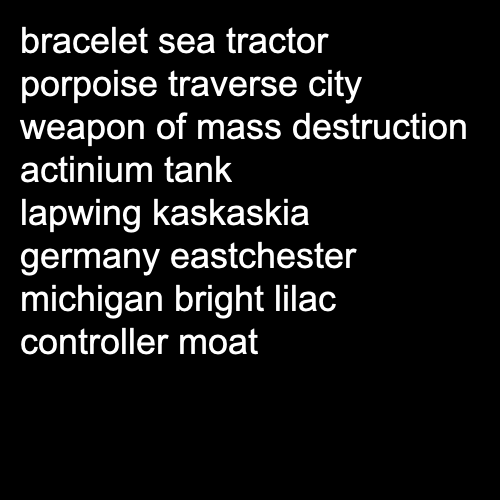 bracelet sea tractor
porpoise traverse city
weapon of mass destruction
actinium tank
lapwing kaskaskia
germany eastchester
michigan bright lilac
controller moat